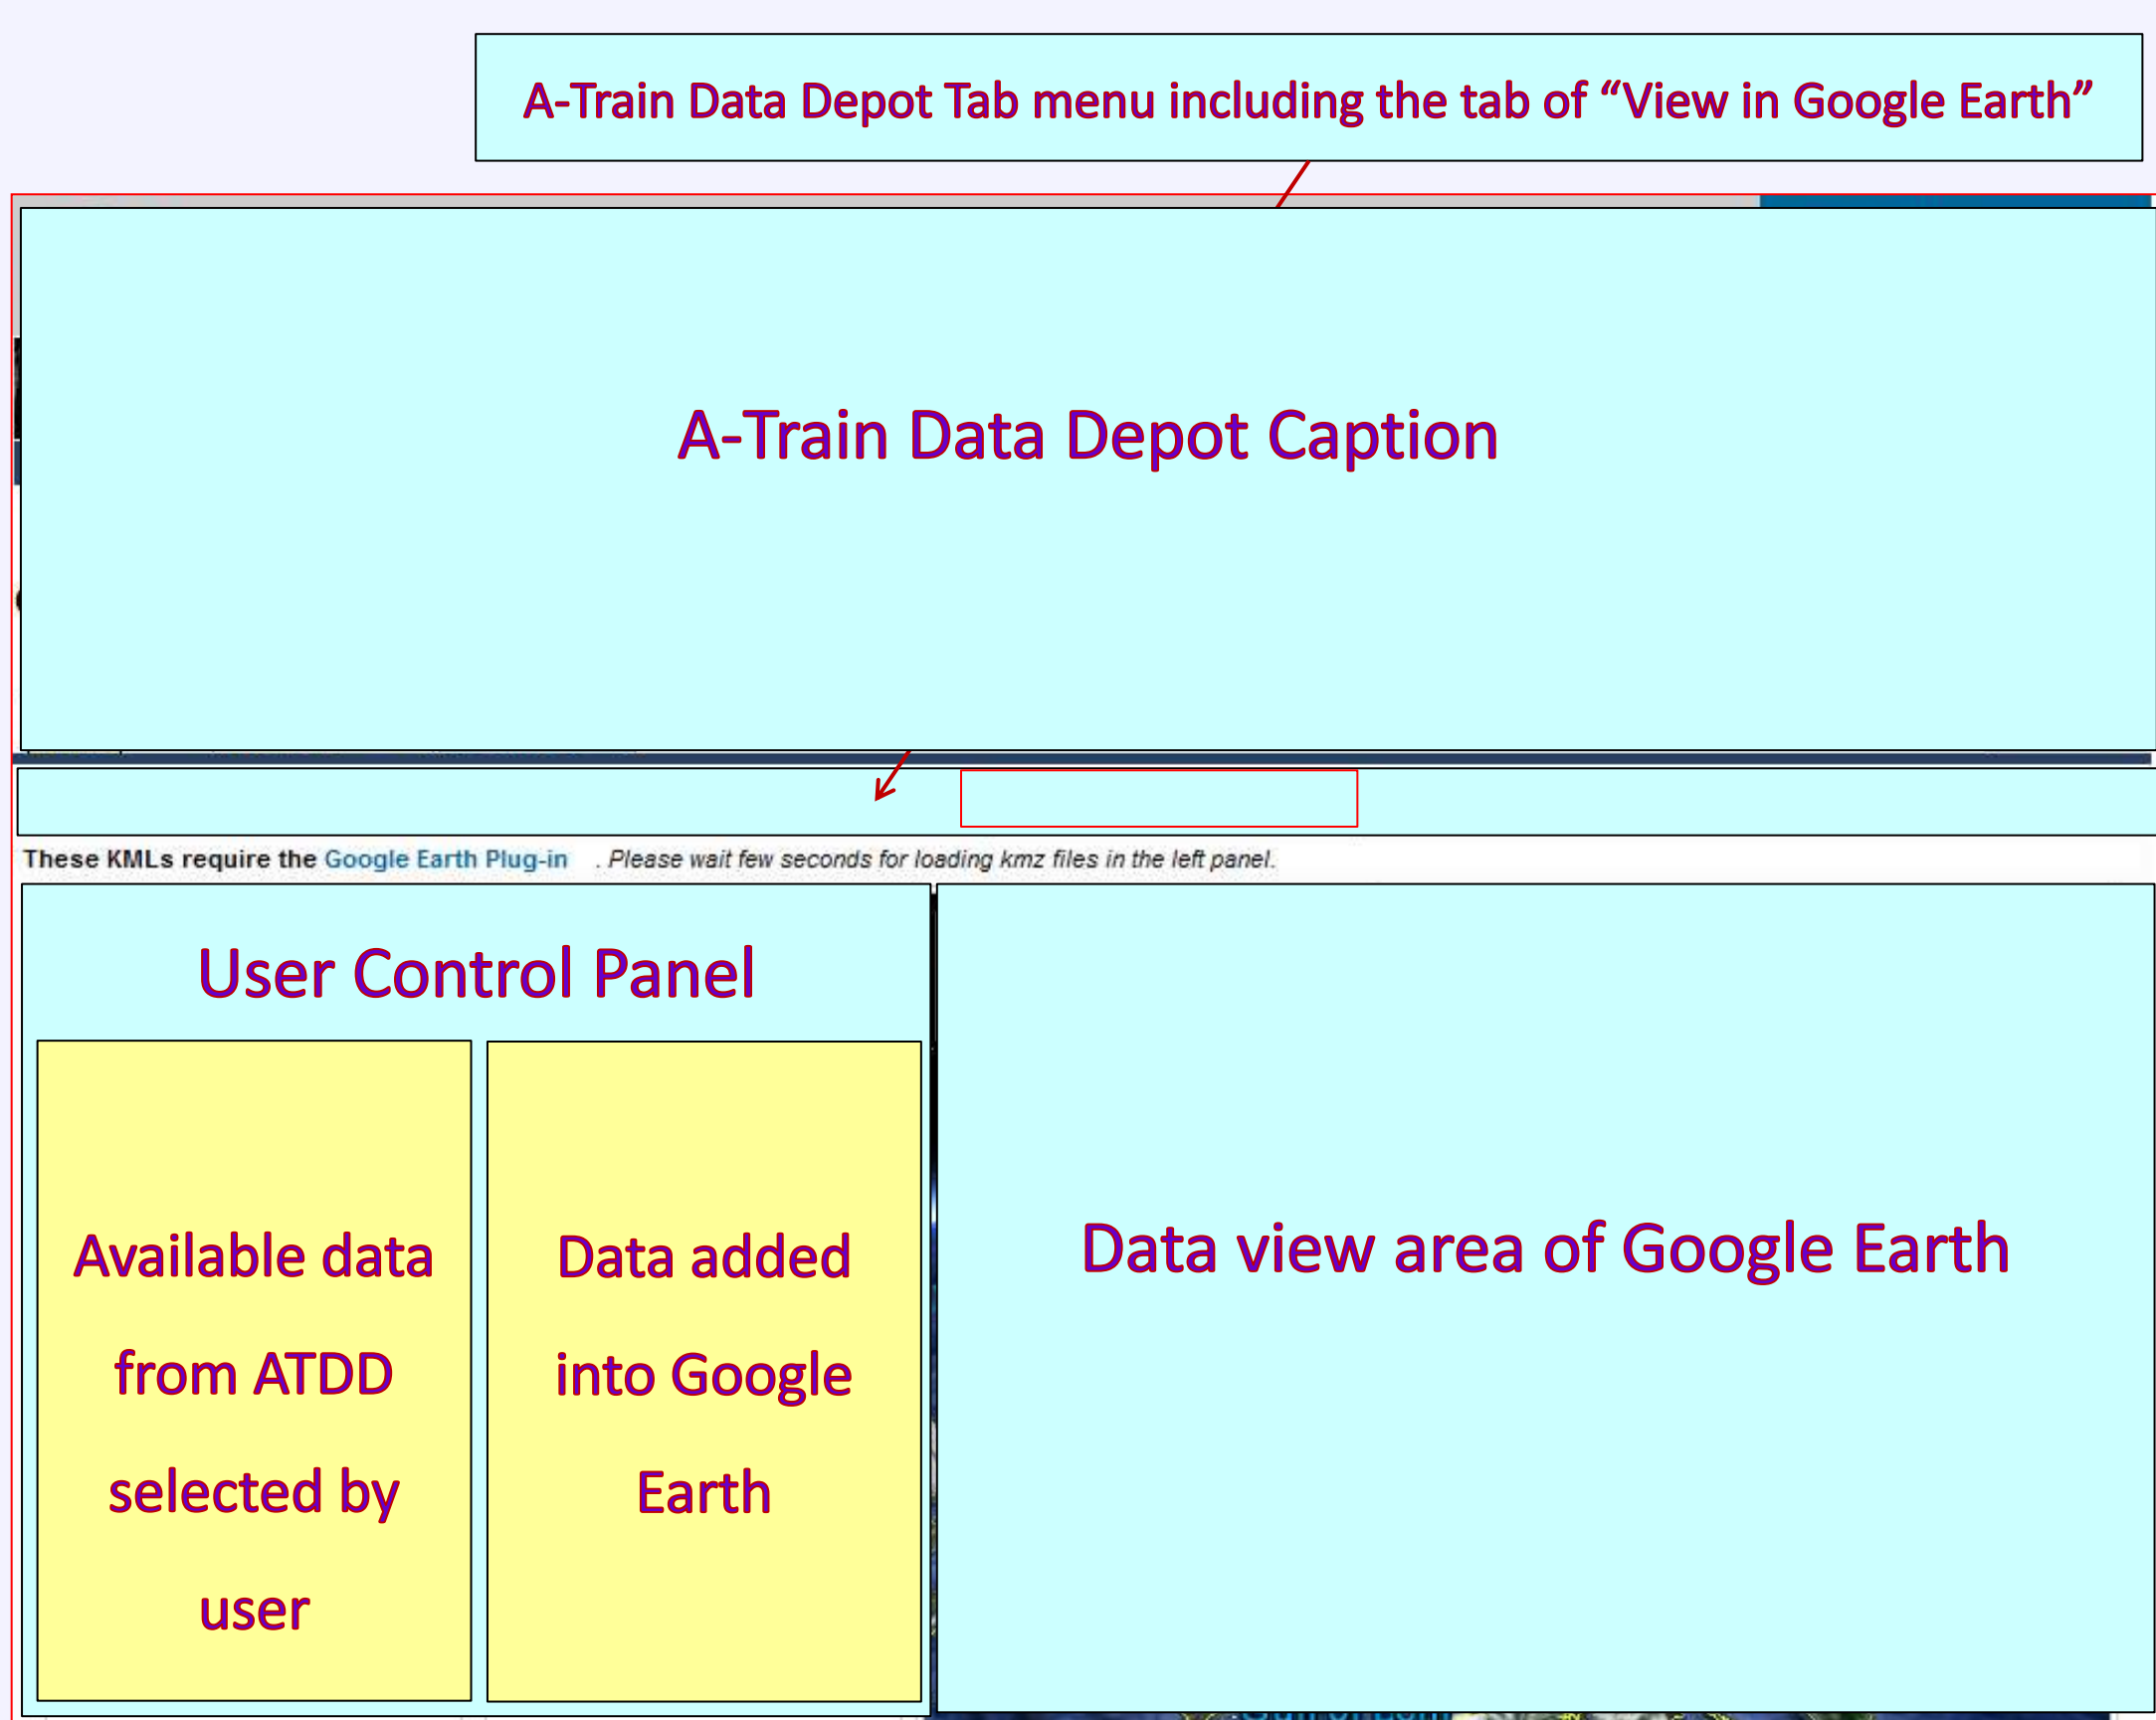 A-Train Data Depot Tab menu including the tab of “View in Google Earth”
A-Train Data Depot Caption
These KMLs require the Google Earth Plug-in . Please wait few seconds for loading kmz files in the left panel.
User Control Panel
Available data
from ATDD
selected by
user
Data added
into Google
Earth
Data view area of Google Earth